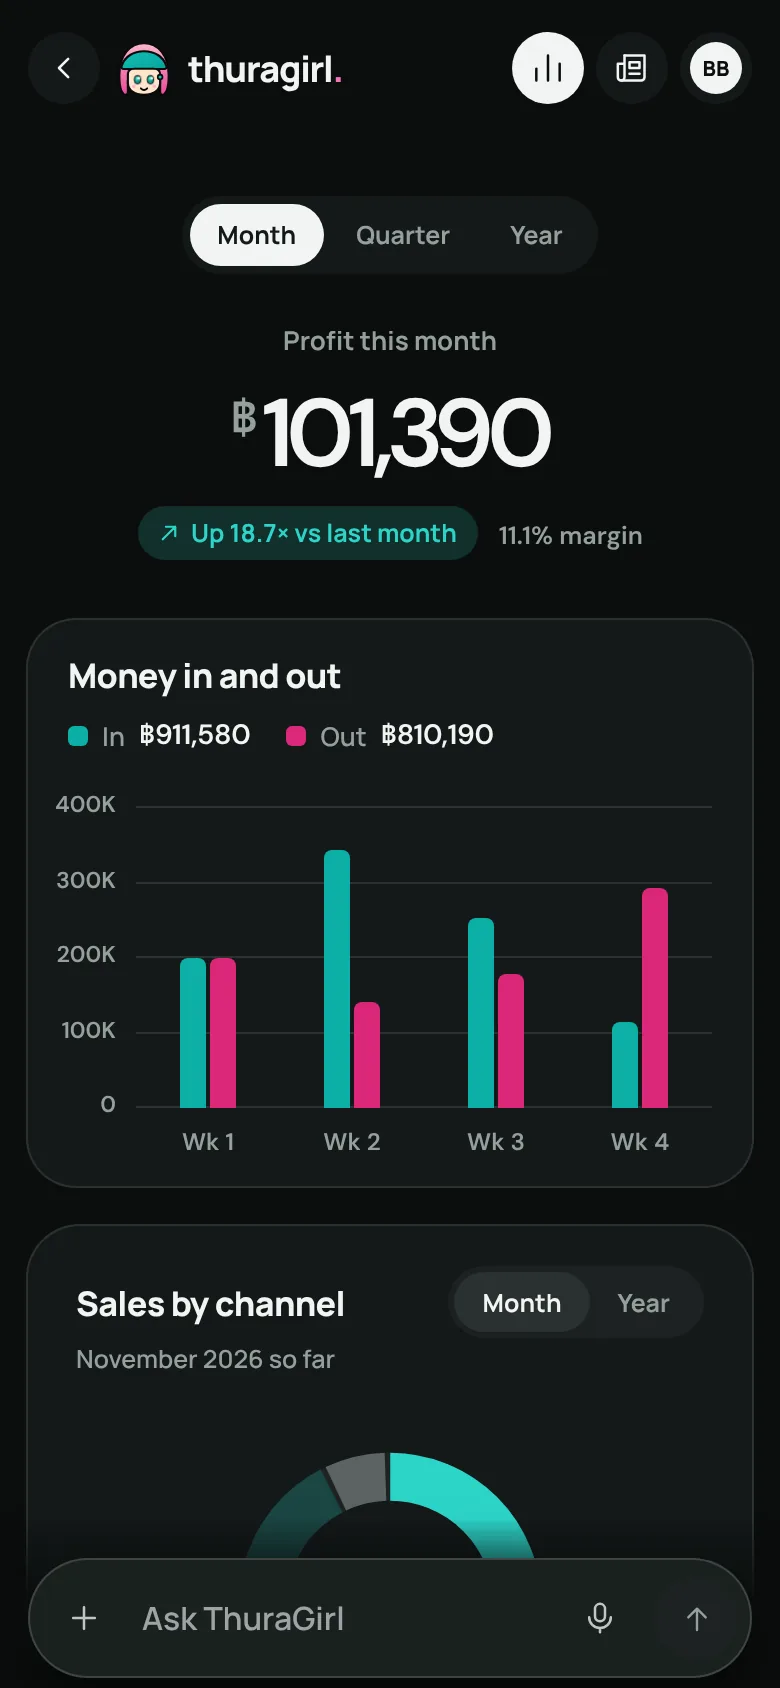 thuragirl.
BB
Month Quarter Year
Profit this month
฿101,390
Up 18.7× vs last month 11.1% margin
Money in and out
In ฿911,580 Out ฿810,190
400K
300K
200K
100K
0
Wk 1 Wk 2 Wk 3 Wk 4
Sales by channel Month Year
November 2026 so far
Ask ThuraGirl